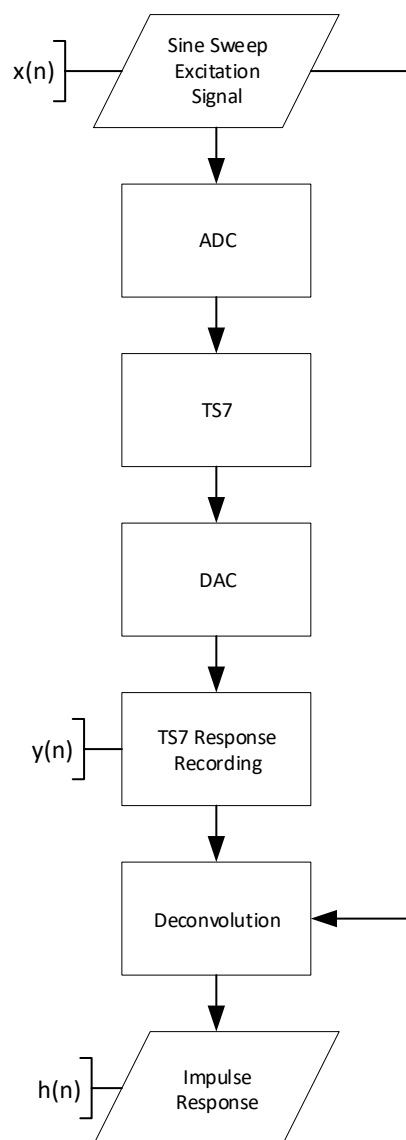 Sine Sweep
Excitation
Signal
x(n)
ADC
TS7
DAC
TS7 Response
Recording
y(n)
Deconvolution
Impulse
Response
h(n)